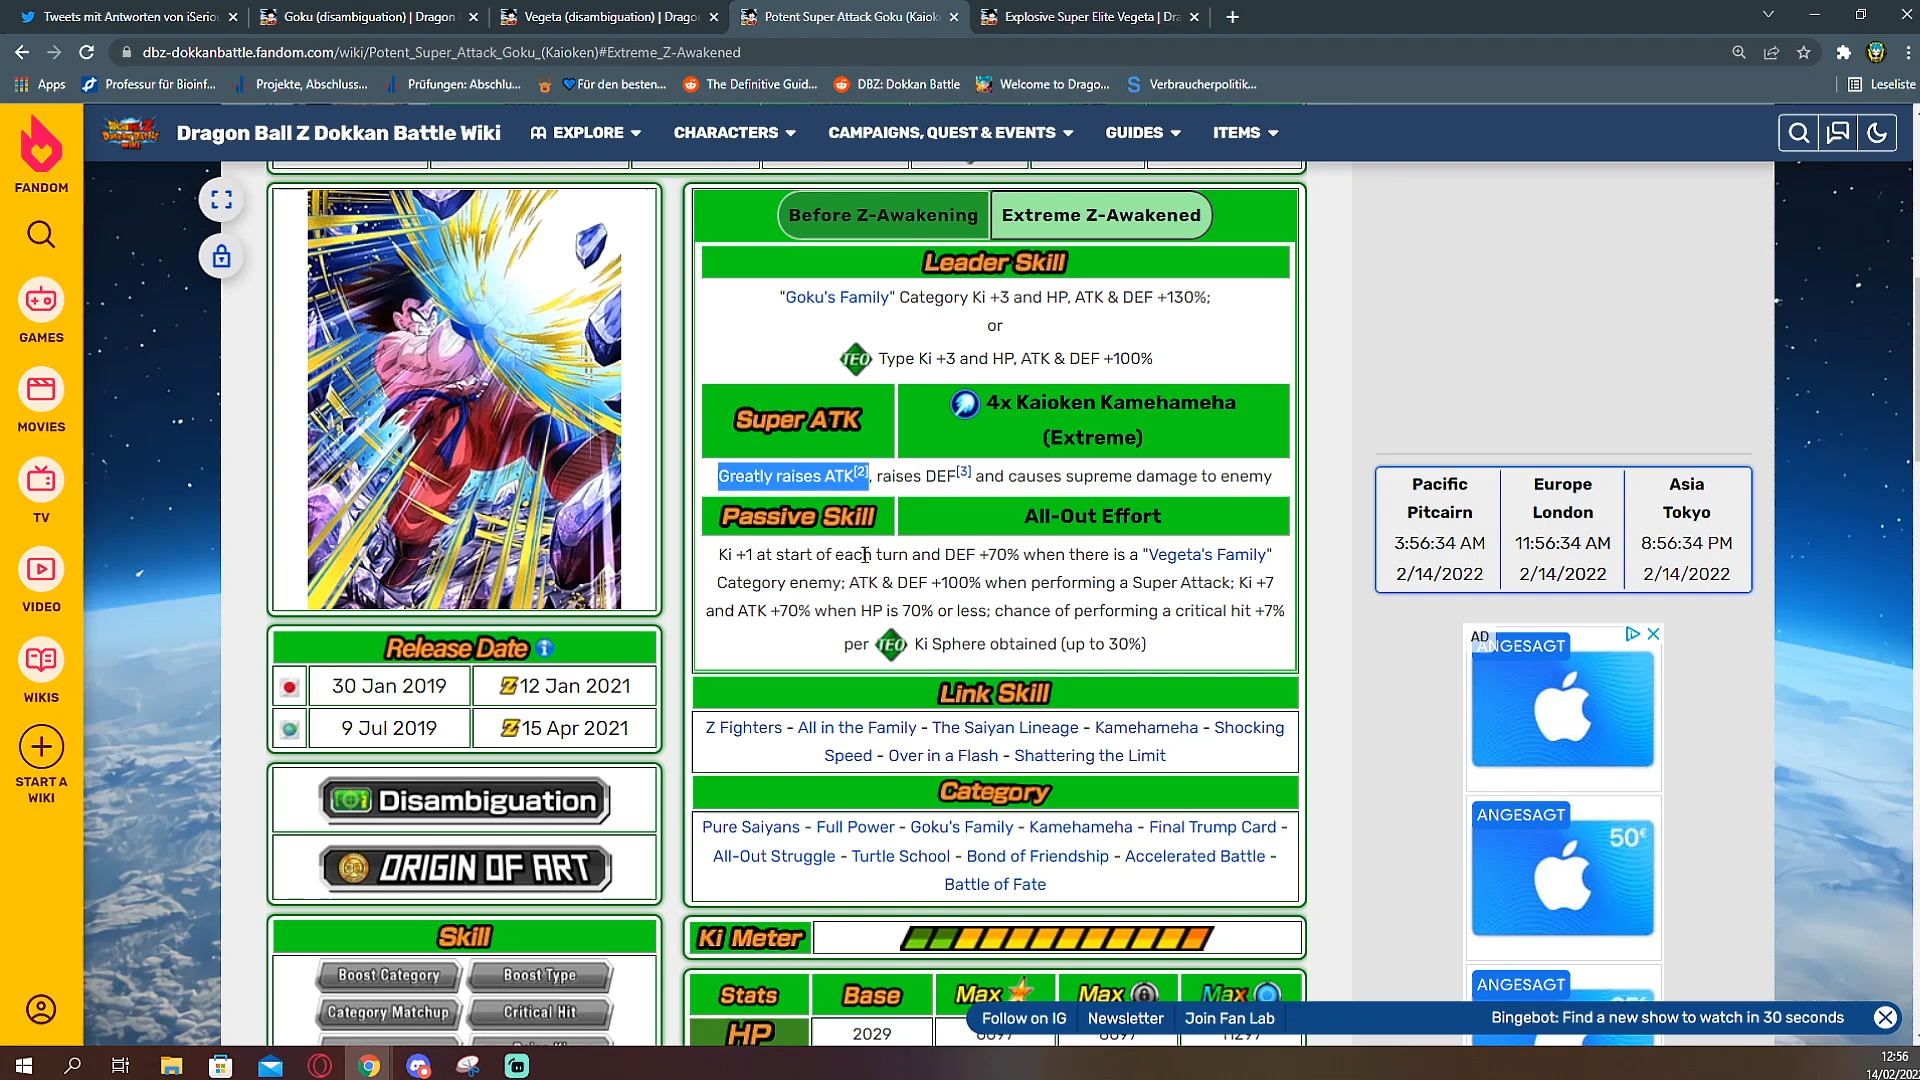 Tweets mit Antworten von iSeriou
Goku (disambiguation) | Dragon
Vegeta (disambiguation) | Dragon
Potent Super Attack Goku (Kaiok
Explosive Super Elite Vegeta | Dra
dbz-dokkanbattle.fandom.com/wiki/Potent_Super_Attack_Goku_(Kaioken)#Extreme_Z-Awakened
Apps
Professur für Bioinf...
Projekte, Abschluss...
Prüfungen: Abschlu...
Für den besten...
The Definitive Guid...
DBZ: Dokkan Battle
Welcome to Drago...
Verbraucherpolitik...
Leseliste
FANDOM
GAMES
MOVIES
TV
VIDEO
WIKIS
START A
WIKI
Dragon Ball Z Dokkan Battle Wiki
EXPLORE
CHARACTERS
CAMPAIGNS, QUEST & EVENTS
GUIDES
ITEMS
Before Z-Awakening
Extreme Z-Awakened
Leader Skill
"Goku's Family" Category Ki +3 and HP, ATK & DEF +130%;
or
TEQ Type Ki +3 and HP, ATK & DEF +100%
Super ATK
4x Kaioken Kamehameha
(Extreme)
Greatly raises ATK[2], raises DEF[3] and causes supreme damage to enemy
Passive Skill
All-Out Effort
Ki +1 at start of each turn and DEF +70% when there is a "Vegeta's Family"
Category enemy; ATK & DEF +100% when performing a Super Attack; Ki +7
and ATK +70% when HP is 70% or less; chance of performing a critical hit +7%
per TEQ Ki Sphere obtained (up to 30%)
Link Skill
Z Fighters - All in the Family - The Saiyan Lineage - Kamehameha - Shocking
Speed - Over in a Flash - Shattering the Limit
Category
Pure Saiyans - Full Power - Goku's Family - Kamehameha - Final Trump Card -
All-Out Struggle - Turtle School - Bond of Friendship - Accelerated Battle -
Battle of Fate
Ki Meter
Stats
Base
Max
Max
Max
HP
2029
Release Date
30 Jan 2019
Z 12 Jan 2021
9 Jul 2019
Z 15 Apr 2021
Disambiguation
ORIGIN OF ART
Skill
Boost Category
Boost Type
Category Matchup
Critical Hit
Pacific
Pitcairn
3:56:34 AM
2/14/2022
Europe
London
11:56:34 AM
2/14/2022
Asia
Tokyo
8:56:34 PM
2/14/2022
AD
ANGESAGT
ANGESAGT
50€
ANGESAGT
Follow on IG
Newsletter
Join Fan Lab
Bingebot: Find a new show to watch in 30 seconds
12:56
14/02/2022